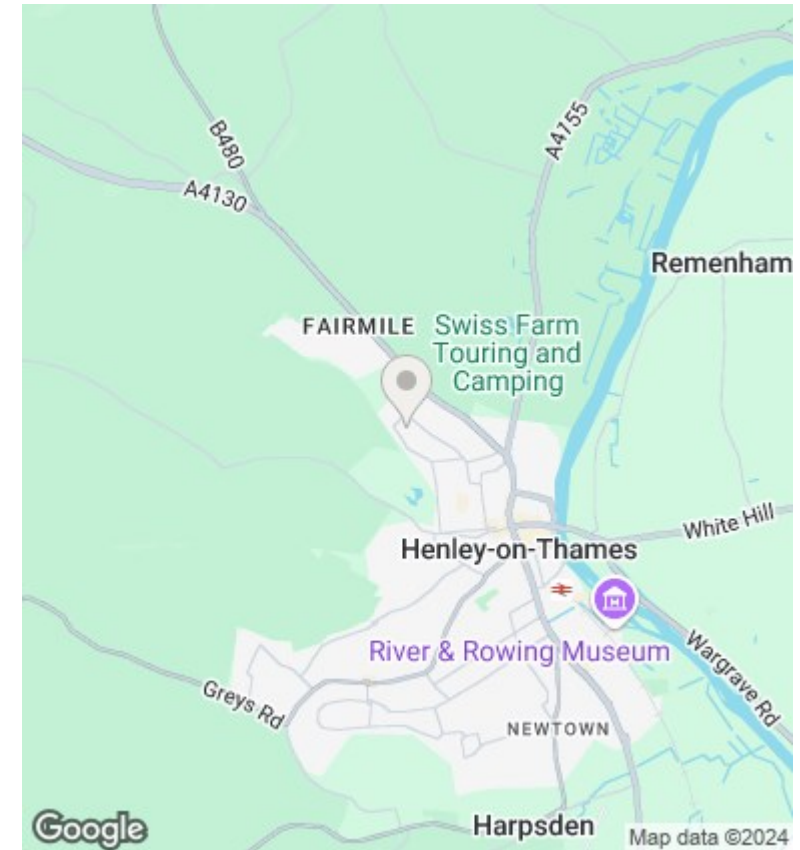 B480
A4130
A4155
Remenham
FAIRMILE
Swiss Farm
Touring and
Camping
White Hill
Henley-on-Thames
River & Rowing Museum
Wargrave Rd
Greys Rd
NEWTOWN
Harpsden
Google
Map data ©2024